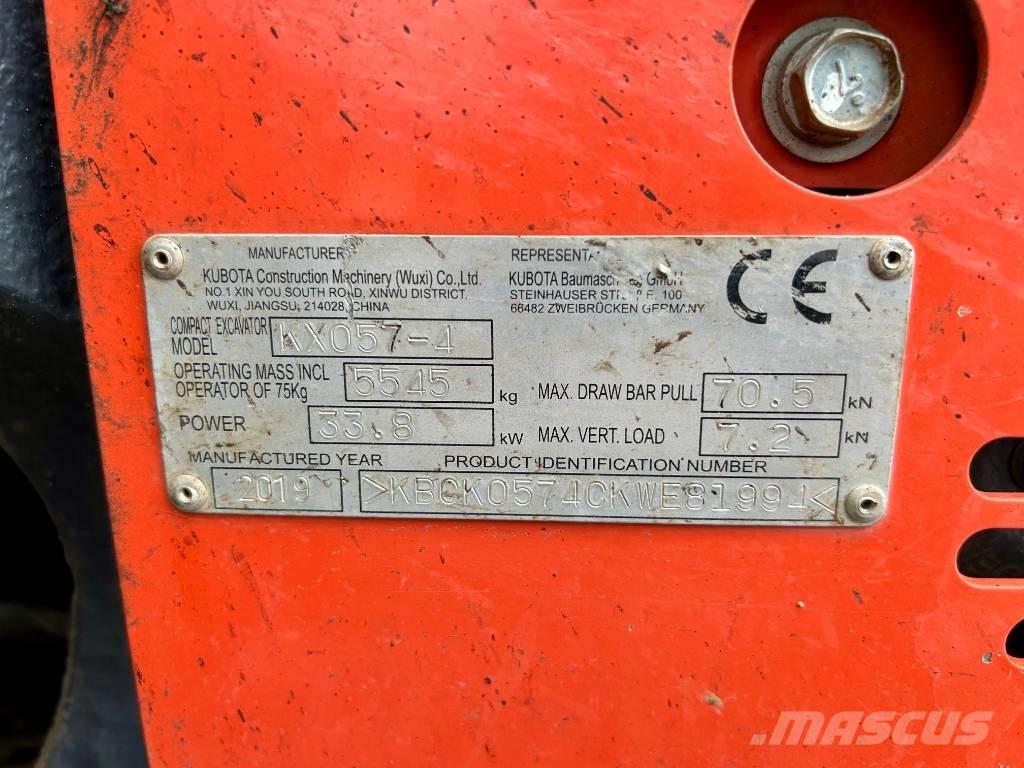 MANUFACTURER
KUBOTA Construction Machinery (Wuxi) Co.,Ltd.
NO.1 XIN YOU SOUTH ROAD, XINWU DISTRICT,
WUXI, JIANGSU, 214028, CHINA
KUBOTA GmbH
STEINHAUSER 100
66482 ZWEIBRÜCKEN GERMANY
CE
COMPACT EXCAVATOR
MODEL KX057-4
OPERATING MASS INCL
OPERATOR OF 75Kg 5545 kg
MAX. DRAW BAR PULL 70.5 kN
POWER 33.8 kW
MAX. VERT. LOAD 7.2 kN
MANUFACTURED YEAR PRODUCT IDENTIFICATION NUMBER
2019 >KBCK0574CKWE81994<
MASCUS